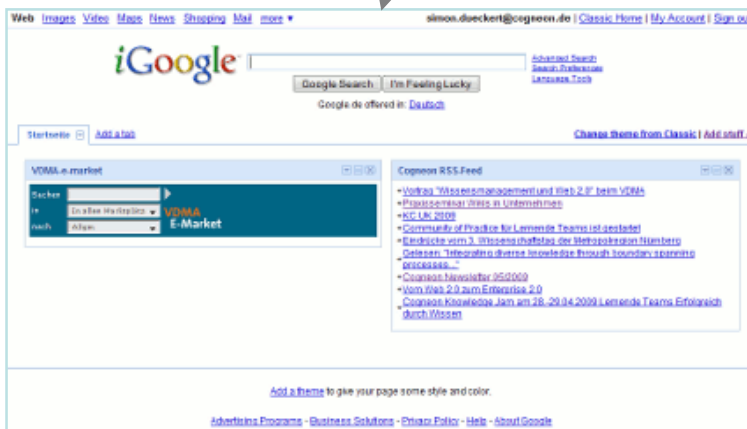 Web Images Video Maps News Shopping Mail more ▼ simon.dueckert@cogneon.de | Classic Home | My Account | Sign ou
iGoogle
Advanced Search
Search Preferences
Language Tools
Google Search I'm Feeling Lucky
Google.de offered in: Deutsch
Startseite Add a tab Change theme from Classic | Add stuff
VDMA-e-market
Suchen
in In allen Marktplätz
nach Allgm.
VDMA
E-Market
Cogneon RSS-Feed
Vortrag "Wissensmanagement und Web 2.0" beim VDMA
Praxisseminar Wikis in Unternehmen
KC UK 2009
Community of Practice für Lernende Teams ist gestartet
Eindrücke vom 3. Wissenschaftstag der Metropolregion Nürnberg
Gelesen: "Integrating diverse knowledge through boundary spanning
processes..."
Cogneon Newsletter 05/2009
Vom Web 2.0 zum Enterprise 2.0
Cogneon Knowledge Jam am 28.-29.04.2009 Lernende Teams Erfolgreich
durch Wissen
Add a theme to give your page some style and color.
Advertising Programs - Business Solutions - Privacy Policy - Help - About Google